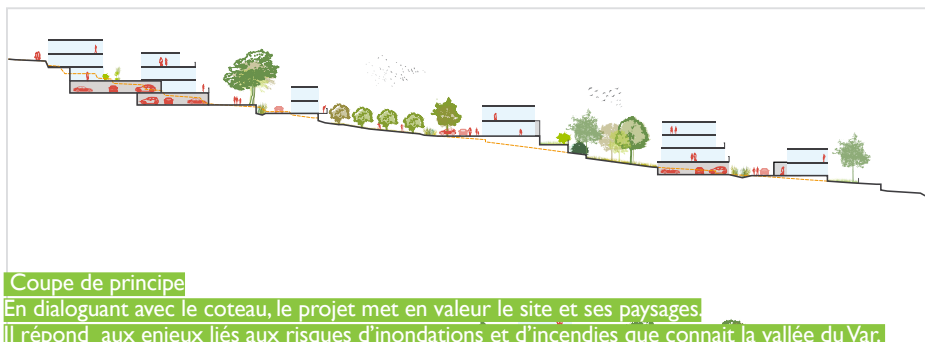 Coupe de principe
En dialoguant avec le coteau, le projet met en valeur le site et ses paysages.
Il répond aux enjeux liés aux risques d'inondations et d'incendies que connait la vallée du Var.